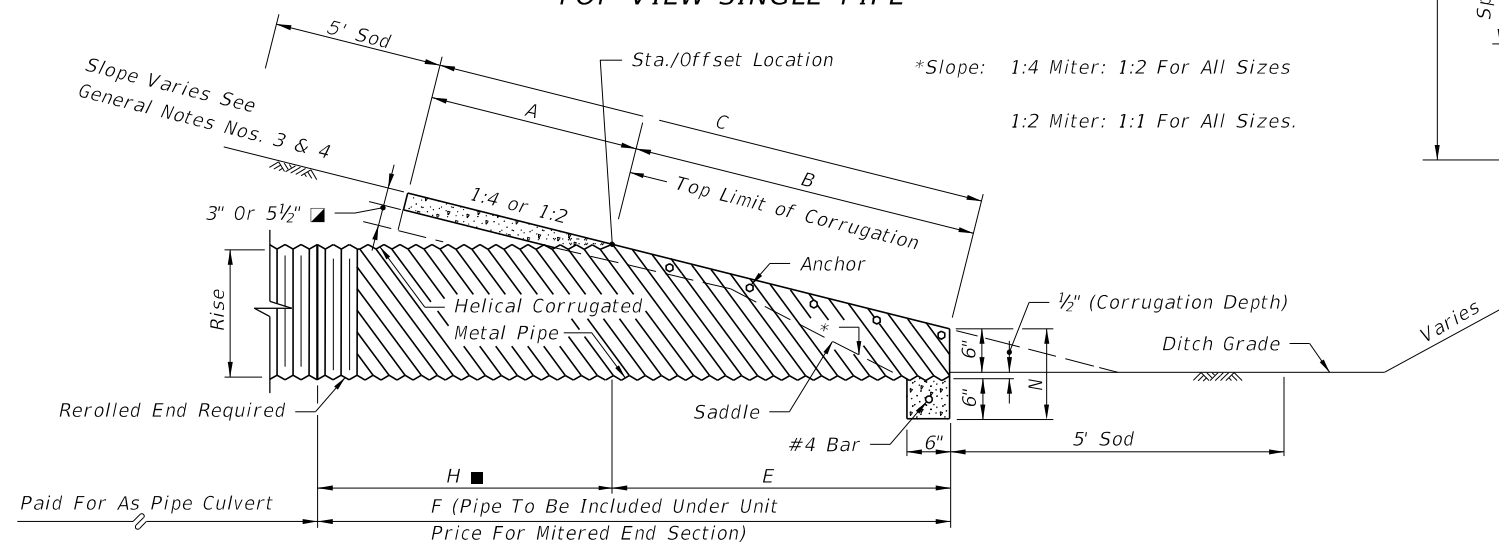 TOP VIEW-SINGLE PIPE
5' Sod
Sta./Offset Location
*Slope: 1:4 Miter: 1:2 For All Sizes
1:2 Miter: 1:1 For All Sizes.
Slope Varies See
General Notes Nos. 3 & 4
A
C
B
Top Limit of Corrugation
1:4 or 1:2
3" Or 5½" ◪
Anchor
Rise
Helical Corrugated
Metal Pipe
*
½" (Corrugation Depth)
Varies
Ditch Grade
6"
N
6"
Rerolled End Required
Saddle
#4 Bar
6"
5' Sod
H ■
E
Paid For As Pipe Culvert
F (Pipe To Be Included Under Unit
Price For Mitered End Section)